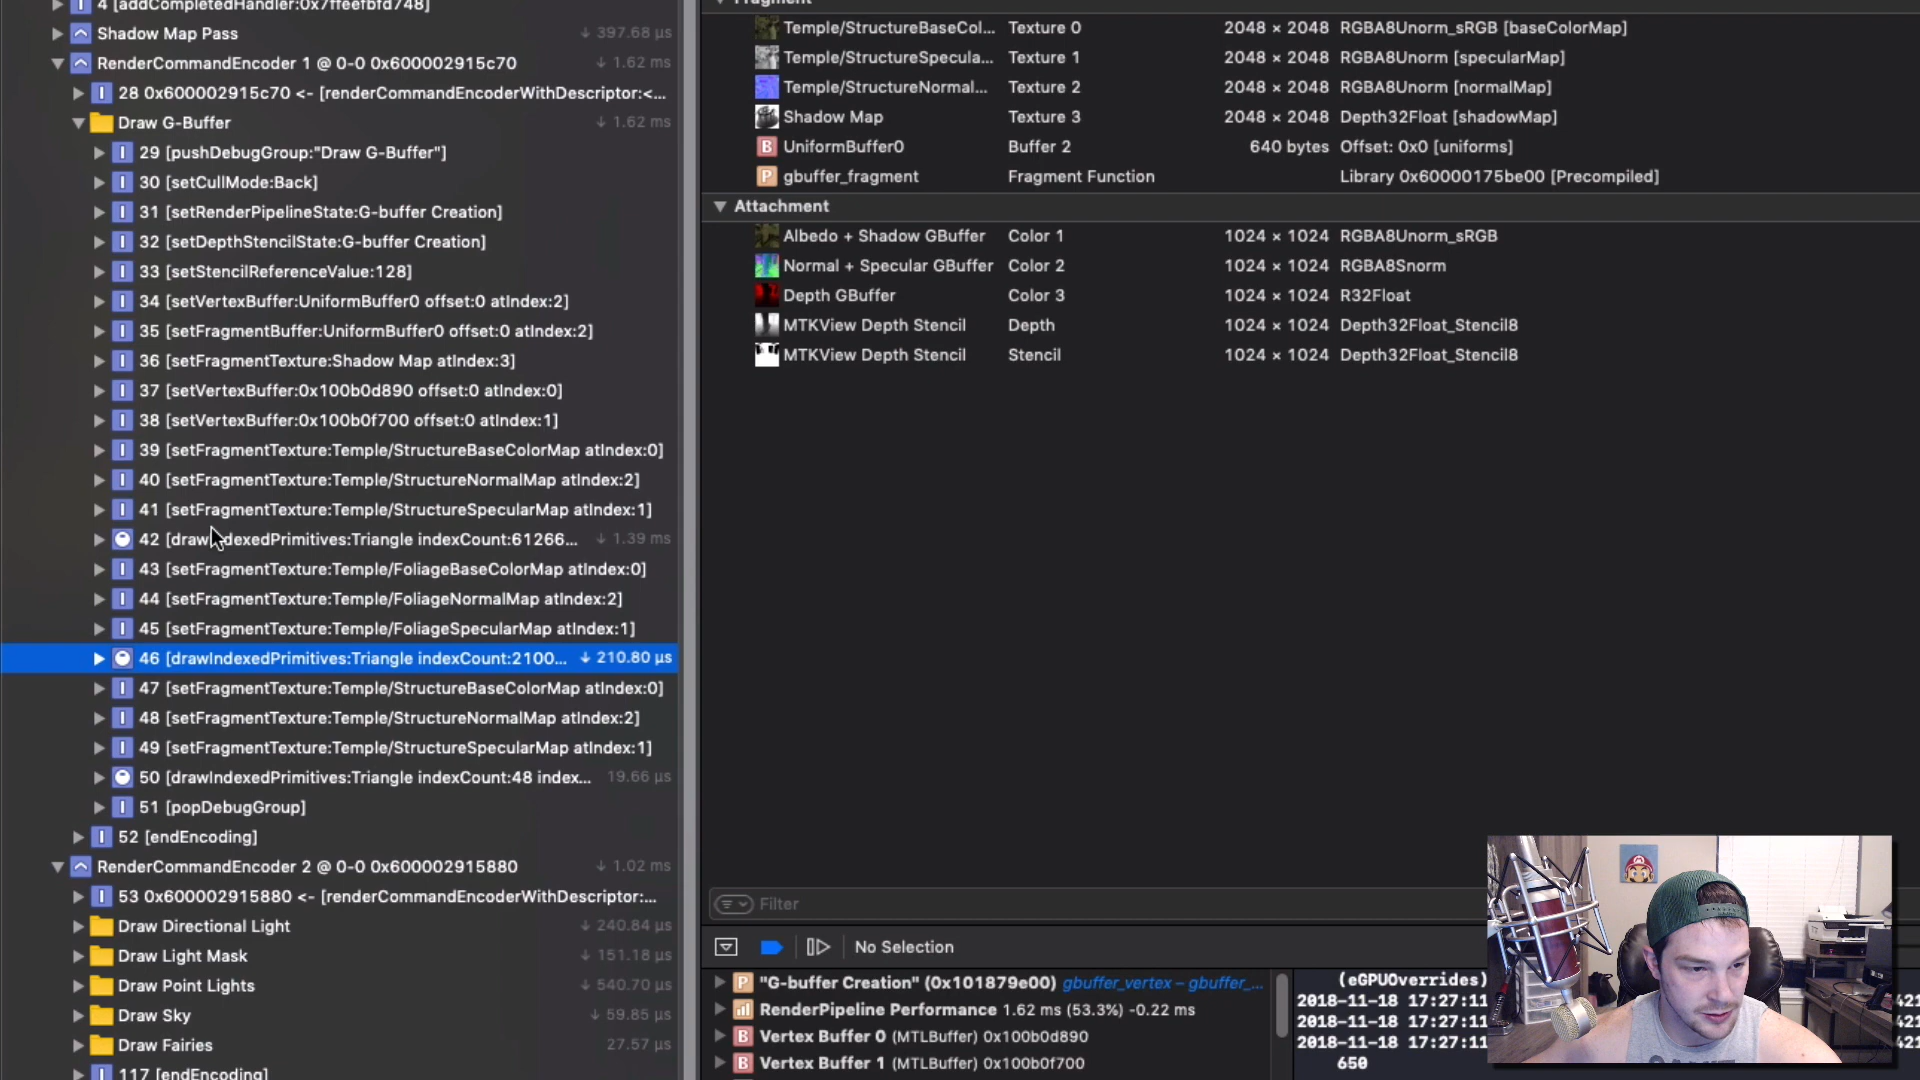 4 [addCompletedHandler:0x7ffeefbfd748]
Shadow Map Pass ↓ 397.68 µs
RenderCommandEncoder 1 @ 0-0 0x600002915c70 ↓ 1.62 ms
28 0x600002915c70 <- [renderCommandEncoderWithDescriptor:<...
Draw G-Buffer ↓ 1.62 ms
29 [pushDebugGroup:"Draw G-Buffer"]
30 [setCullMode:Back]
31 [setRenderPipelineState:G-buffer Creation]
32 [setDepthStencilState:G-buffer Creation]
33 [setStencilReferenceValue:128]
34 [setVertexBuffer:UniformBuffer0 offset:0 atIndex:2]
35 [setFragmentBuffer:UniformBuffer0 offset:0 atIndex:2]
36 [setFragmentTexture:Shadow Map atIndex:3]
37 [setVertexBuffer:0x100b0d890 offset:0 atIndex:0]
38 [setVertexBuffer:0x100b0f700 offset:0 atIndex:1]
39 [setFragmentTexture:Temple/StructureBaseColorMap atIndex:0]
40 [setFragmentTexture:Temple/StructureNormalMap atIndex:2]
41 [setFragmentTexture:Temple/StructureSpecularMap atIndex:1]
42 [drawIndexedPrimitives:Triangle indexCount:61266... ↓ 1.39 ms
43 [setFragmentTexture:Temple/FoliageBaseColorMap atIndex:0]
44 [setFragmentTexture:Temple/FoliageNormalMap atIndex:2]
45 [setFragmentTexture:Temple/FoliageSpecularMap atIndex:1]
46 [drawIndexedPrimitives:Triangle indexCount:2100... ↓ 210.80 µs
47 [setFragmentTexture:Temple/StructureBaseColorMap atIndex:0]
48 [setFragmentTexture:Temple/StructureNormalMap atIndex:2]
49 [setFragmentTexture:Temple/StructureSpecularMap atIndex:1]
50 [drawIndexedPrimitives:Triangle indexCount:48 index... 19.66 µs
51 [popDebugGroup]
52 [endEncoding]
RenderCommandEncoder 2 @ 0-0 0x600002915880 ↓ 1.02 ms
53 0x600002915880 <- [renderCommandEncoderWithDescriptor:...
Draw Directional Light ↓ 240.84 µs
Draw Light Mask ↓ 151.18 µs
Draw Point Lights ↓ 540.70 µs
Draw Sky ↓ 59.85 µs
Draw Fairies 27.57 µs
117 [endEncoding]
Fragment
Temple/StructureBaseCol... Texture 0 2048 × 2048 RGBA8Unorm_sRGB [baseColorMap]
Temple/StructureSpecula... Texture 1 2048 × 2048 RGBA8Unorm [specularMap]
Temple/StructureNormal... Texture 2 2048 × 2048 RGBA8Unorm [normalMap]
Shadow Map Texture 3 2048 × 2048 Depth32Float [shadowMap]
B UniformBuffer0 Buffer 2 640 bytes Offset: 0x0 [uniforms]
P gbuffer_fragment Fragment Function Library 0x60000175be00 [Precompiled]
Attachment
Albedo + Shadow GBuffer Color 1 1024 × 1024 RGBA8Unorm_sRGB
Normal + Specular GBuffer Color 2 1024 × 1024 RGBA8Snorm
Depth GBuffer Color 3 1024 × 1024 R32Float
MTKView Depth Stencil Depth 1024 × 1024 Depth32Float_Stencil8
MTKView Depth Stencil Stencil 1024 × 1024 Depth32Float_Stencil8
Filter
No Selection
P "G-buffer Creation" (0x101879e00) gbuffer_vertex – gbuffer_...
RenderPipeline Performance 1.62 ms (53.3%) -0.22 ms
B Vertex Buffer 0 (MTLBuffer) 0x100b0d890
B Vertex Buffer 1 (MTLBuffer) 0x100b0f700
(eGPUOverrides)
2018-11-18 17:27:11
2018-11-18 17:27:11
2018-11-18 17:27:11
650